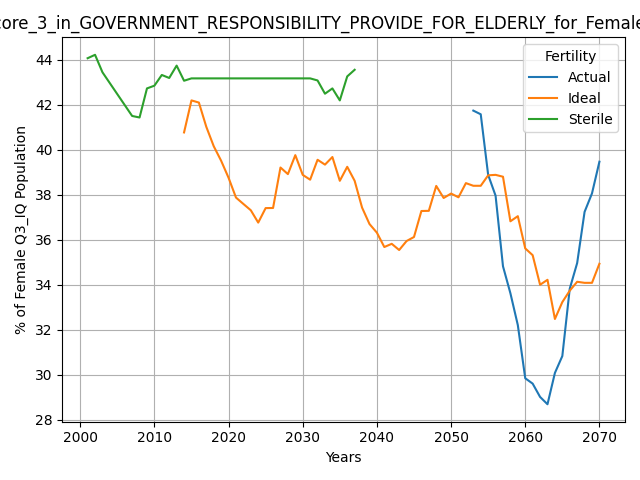 core_3_in_GOVERNMENT_RESPONSIBILITY_PROVIDE_FOR_ELDERLY_for_Female
% of Female Q3_IQ Population
44
42
40
38
36
34
32
30
28
2000 2010 2020 2030 2040 2050 2060 2070
Years
Fertility
Actual
Ideal
Sterile